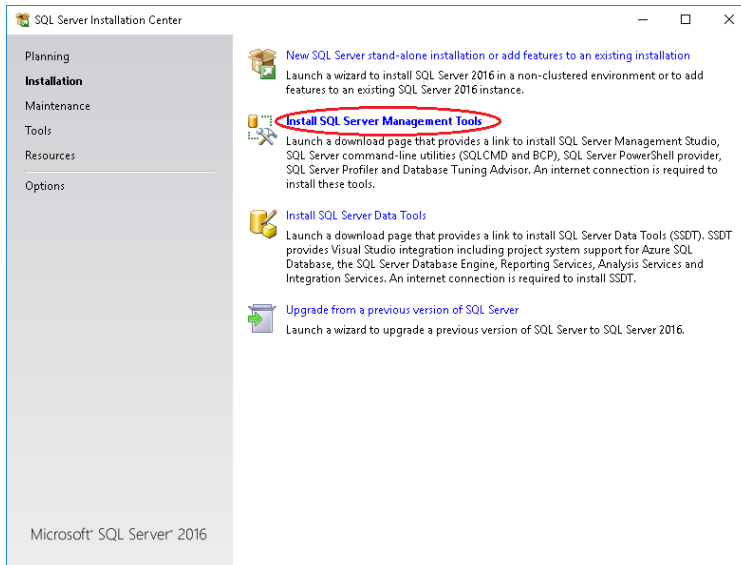 SQL Server Installation Center
Planning
Installation
Maintenance
Tools
Resources
Options
New SQL Server stand-alone installation or add features to an existing installation
Launch a wizard to install SQL Server 2016 in a non-clustered environment or to add
features to an existing SQL Server 2016 instance.
Install SQL Server Management Tools
Launch a download page that provides a link to install SQL Server Management Studio,
SQL Server command-line utilities (SQLCMD and BCP), SQL Server PowerShell provider,
SQL Server Profiler and Database Tuning Advisor. An internet connection is required to
install these tools.
Install SQL Server Data Tools
Launch a download page that provides a link to install SQL Server Data Tools (SSDT). SSDT
provides Visual Studio integration including project system support for Azure SQL
Database, the SQL Server Database Engine, Reporting Services, Analysis Services and
Integration Services. An internet connection is required to install SSDT.
Upgrade from a previous version of SQL Server
Launch a wizard to upgrade a previous version of SQL Server to SQL Server 2016.
Microsoft® SQL Server® 2016